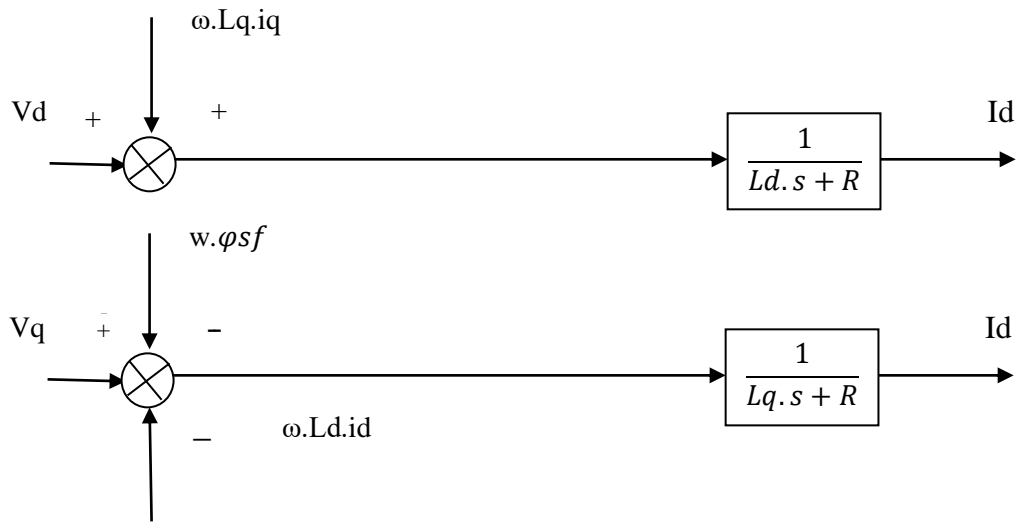 ω.Lq.iq
Vd + + Id
1
Ld.s + R
w.φsf
Vq + − Id
1
Lq.s + R
− ω.Ld.id